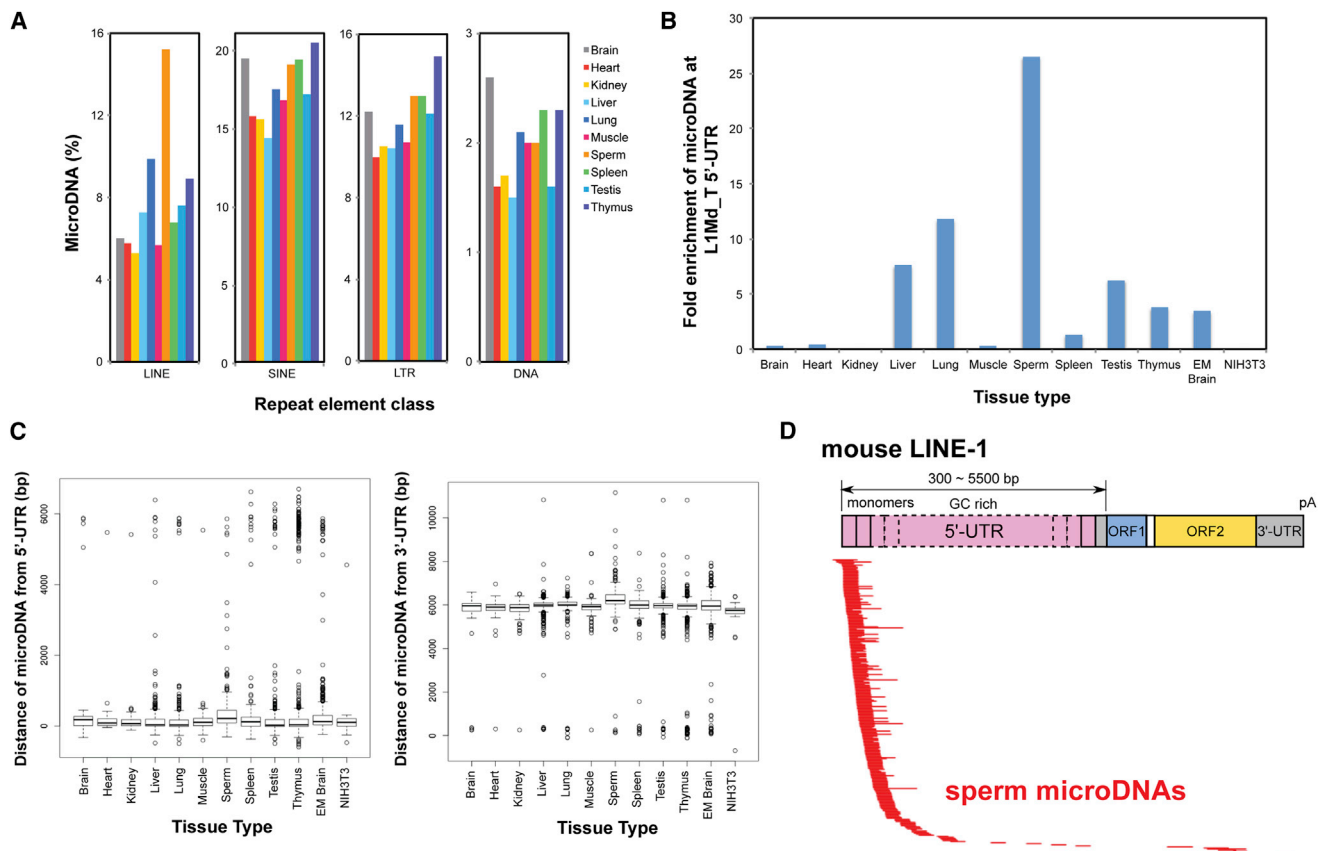 A
MicroDNA (%)
16
12
8
4
0
LINE
20
15
10
5
0
SINE
16
12
8
4
0
LTR
3
2
1
0
DNA
Repeat element class
Brain
Heart
Kidney
Liver
Lung
Muscle
Sperm
Spleen
Testis
Thymus
B
Fold enrichment of microDNA at
L1Md_T 5'-UTR
30
25
20
15
10
5
0
Brain Heart Kidney Liver Lung Muscle Sperm Spleen Testis Thymus EM Brain NIH3T3
Tissue type
C
Distance of microDNA from 5'-UTR (bp)
6000
4000
2000
0
Brain Heart Kidney Liver Lung Muscle Sperm Spleen Testis Thymus EM Brain NIH3T3
Tissue Type
Distance of microDNA from 3'-UTR (bp)
10000
8000
6000
4000
2000
0
Brain Heart Kidney Liver Lung Muscle Sperm Spleen Testis Thymus EM Brain NIH3T3
Tissue Type
D
mouse LINE-1
300 ~ 5500 bp
monomers GC rich pA
5'-UTR ORF1 ORF2 3'-UTR
sperm microDNAs